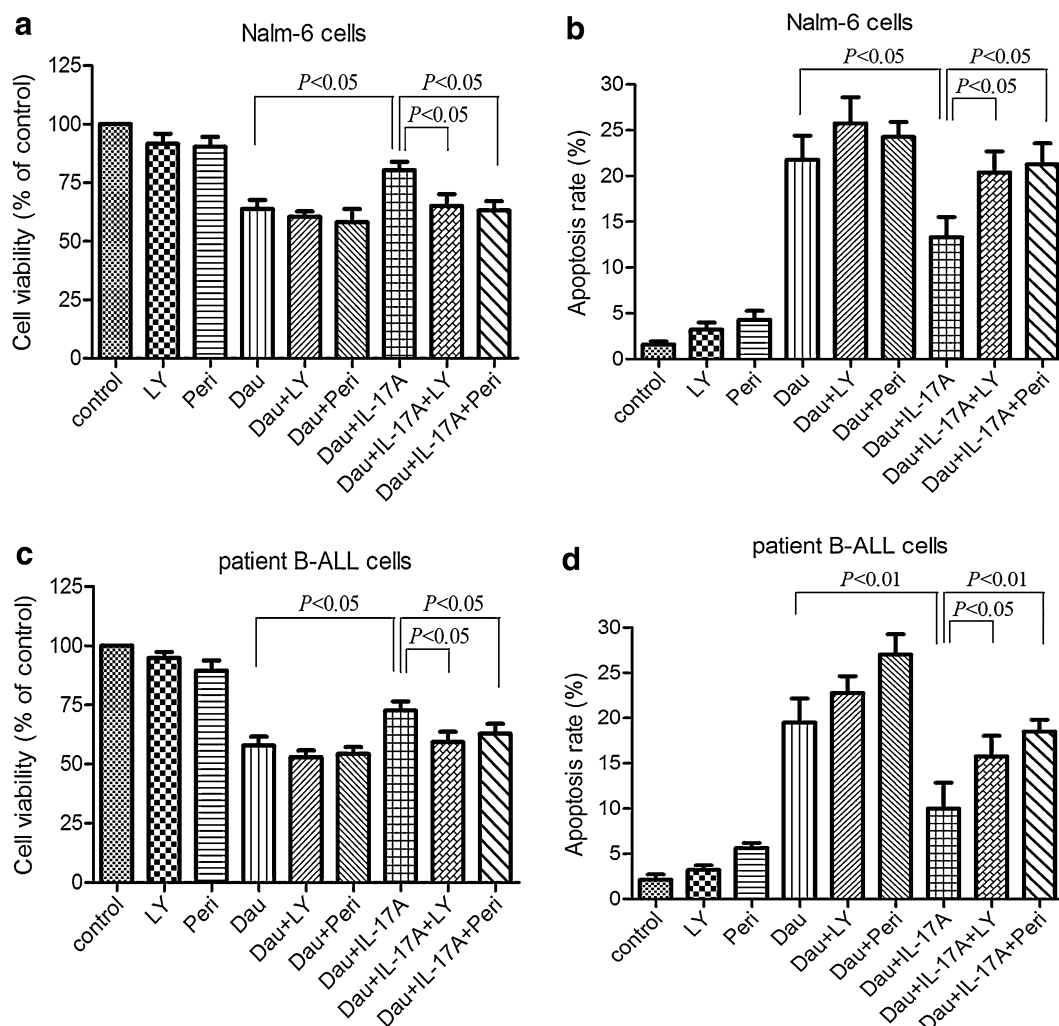 a
Nalm-6 cells
Cell viability (% of control)
125
100
75
50
25
0
P<0.05
P<0.05
P<0.05
control
LY
Peri
Dau
Dau+LY
Dau+Peri
Dau+IL-17A
Dau+IL-17A+LY
Dau+IL-17A+Peri
b
Nalm-6 cells
Apoptosis rate (%)
30
25
20
15
10
5
0
P<0.05
P<0.05
P<0.05
control
LY
Peri
Dau
Dau+LY
Dau+Peri
Dau+IL-17A
Dau+IL-17A+LY
Dau+IL-17A+Peri
c
patient B-ALL cells
Cell viability (% of control)
125
100
75
50
25
0
P<0.05
P<0.05
P<0.05
control
LY
Peri
Dau
Dau+LY
Dau+Peri
Dau+IL-17A
Dau+IL-17A+LY
Dau+IL-17A+Peri
d
patient B-ALL cells
Apoptosis rate (%)
30
25
20
15
10
5
0
P<0.01
P<0.01
P<0.05
control
LY
Peri
Dau
Dau+LY
Dau+Peri
Dau+IL-17A
Dau+IL-17A+LY
Dau+IL-17A+Peri